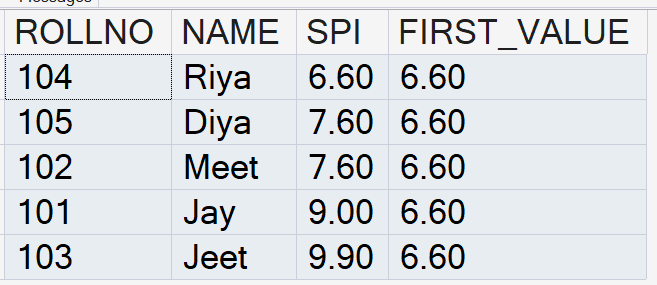 Messages
ROLLNO NAME SPI FIRST_VALUE
104 Riya 6.60 6.60
105 Diya 7.60 6.60
102 Meet 7.60 6.60
101 Jay 9.00 6.60
103 Jeet 9.90 6.60